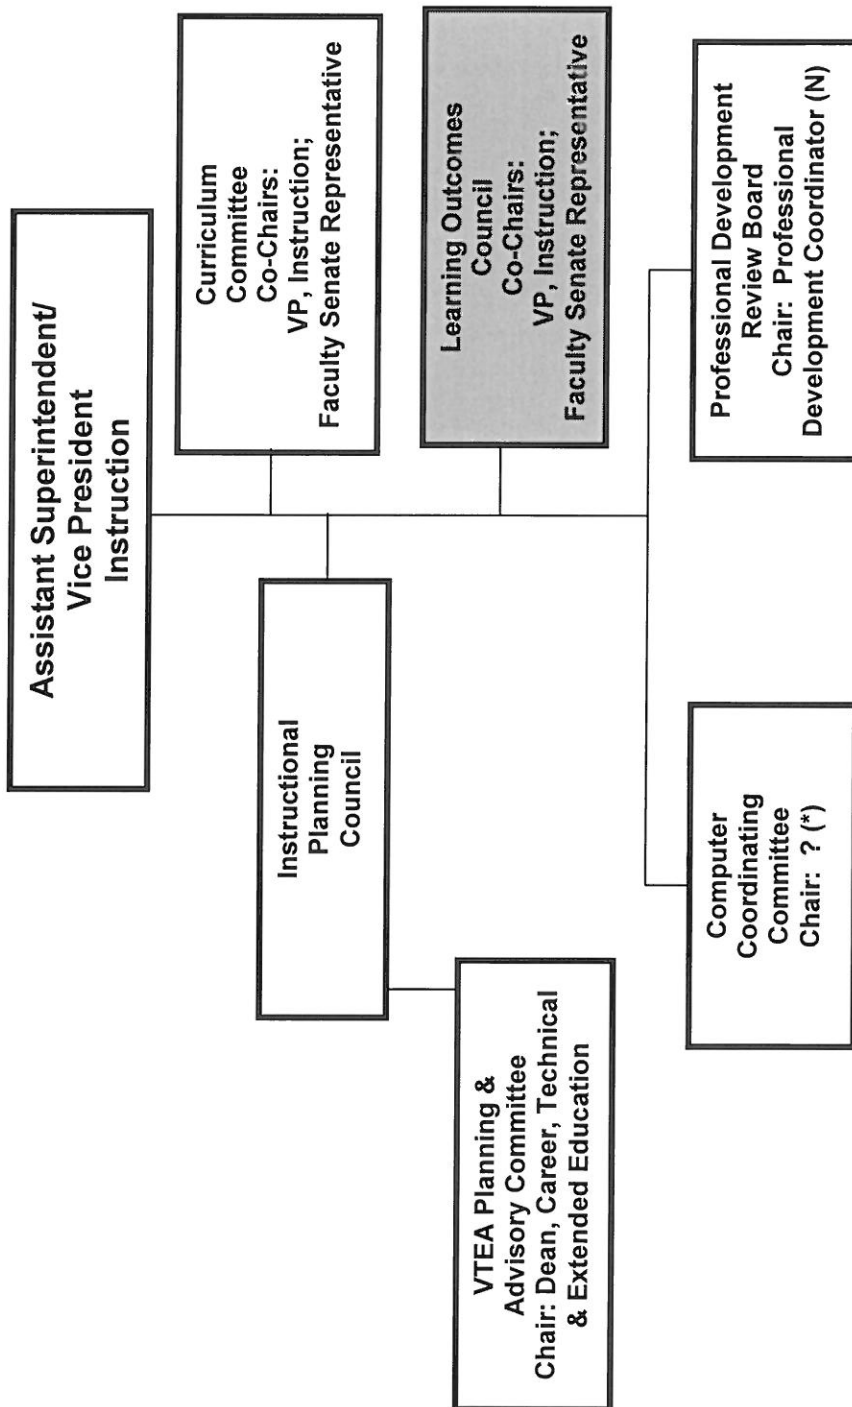 Assistant Superintendent/
Vice President
Instruction
Curriculum
Committee
Co-Chairs:
VP, Instruction;
Faculty Senate Representative
Instructional
Planning
Council
Learning Outcomes
Council
Co-Chairs:
VP, Instruction;
Faculty Senate Representative
VTEA Planning &
Advisory Committee
Chair: Dean, Career, Technical
& Extended Education
Computer
Coordinating
Committee
Chair: ? (*)
Professional Development
Review Board
Chair: Professional
Development Coordinator (N)